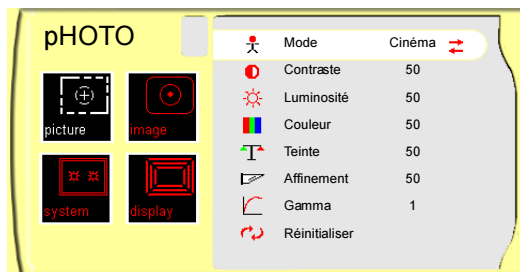 pHOTO
picture
image
system
display
Mode Cinéma
Contraste 50
Luminosité 50
Couleur 50
Teinte 50
Affinement 50
Gamma 1
Réinitialiser